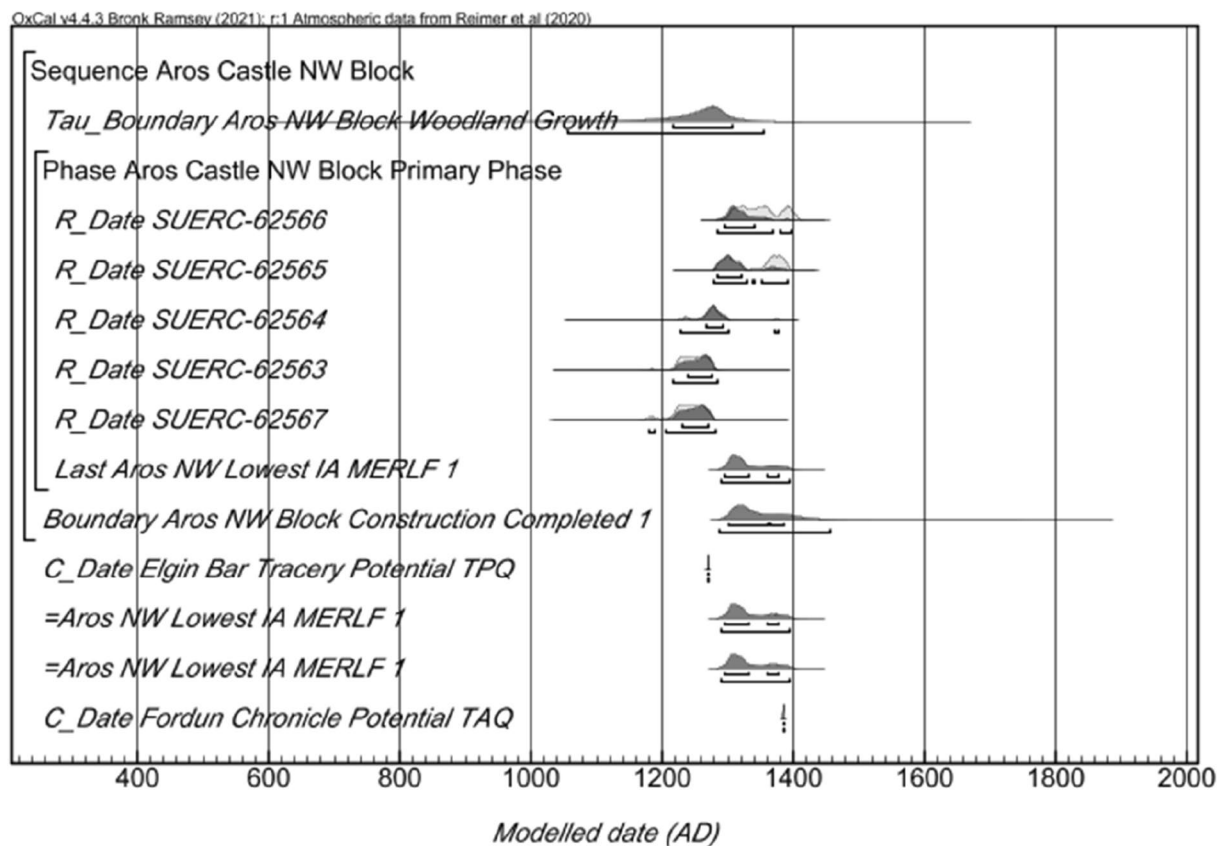 OxCal v4.4.3 Bronk Ramsey (2021); r:1 Atmospheric data from Reimer et al (2020)
Sequence Aros Castle NW Block
Tau_Boundary Aros NW Block Woodland Growth
Phase Aros Castle NW Block Primary Phase
R_Date SUERC-62566
R_Date SUERC-62565
R_Date SUERC-62564
R_Date SUERC-62563
R_Date SUERC-62567
Last Aros NW Lowest IA MERLF 1
Boundary Aros NW Block Construction Completed 1
C_Date Elgin Bar Tracery Potential TPQ
=Aros NW Lowest IA MERLF 1
=Aros NW Lowest IA MERLF 1
C_Date Fordun Chronicle Potential TAQ
400 600 800 1000 1200 1400 1600 1800 2000
Modelled date (AD)